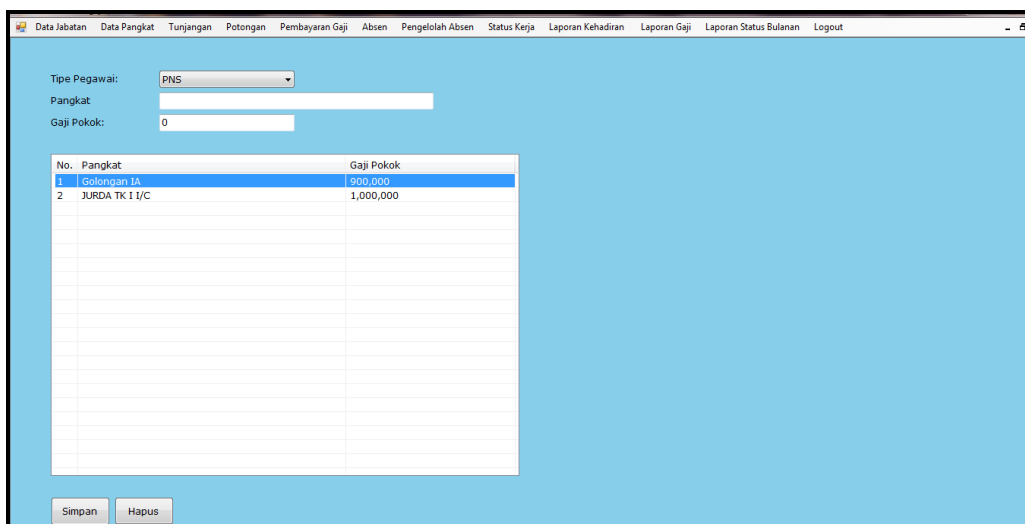 Data Jabatan Data Pangkat Tunjangan Potongan Pembayaran Gaji Absen Pengelolah Absen Status Kerja Laporan Kehadiran Laporan Gaji Laporan Status Bulanan Logout
Tipe Pegawai: PNS
Pangkat
Gaji Pokok: 0
No. Pangkat Gaji Pokok
1 Golongan IA 900,000
2 JURDA TK I I/C 1,000,000
Simpan Hapus